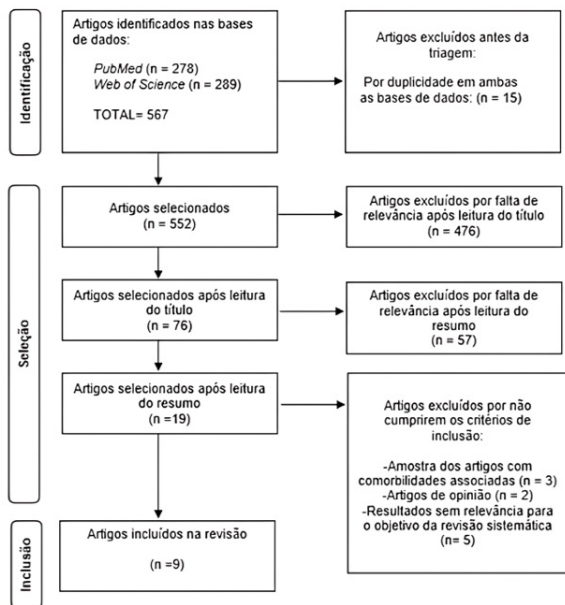 Identificação
Artigos identificados nas bases
de dados:
PubMed (n = 278)
Web of Science (n = 289)
TOTAL= 567
Artigos excluídos antes da
triagem:
Por duplicidade em ambas
as bases de dados: (n = 15)
Seleção
Artigos selecionados
(n = 552)
Artigos excluídos por falta de
relevância após leitura do título
(n = 476)
Artigos selecionados após leitura
do título
(n = 76)
Artigos excluídos por falta de
relevância após leitura do
resumo
(n = 57)
Artigos selecionados após leitura
do resumo
(n =19)
Artigos excluídos por não
cumprirem os critérios de
inclusão:
-Amostra dos artigos com
comorbilidades associadas (n = 3)
-Artigos de opinião (n = 2)
-Resultados sem relevância para
o objetivo da revisão sistemática
(n= 5)
Inclusão
Artigos incluídos na revisão
(n =9)